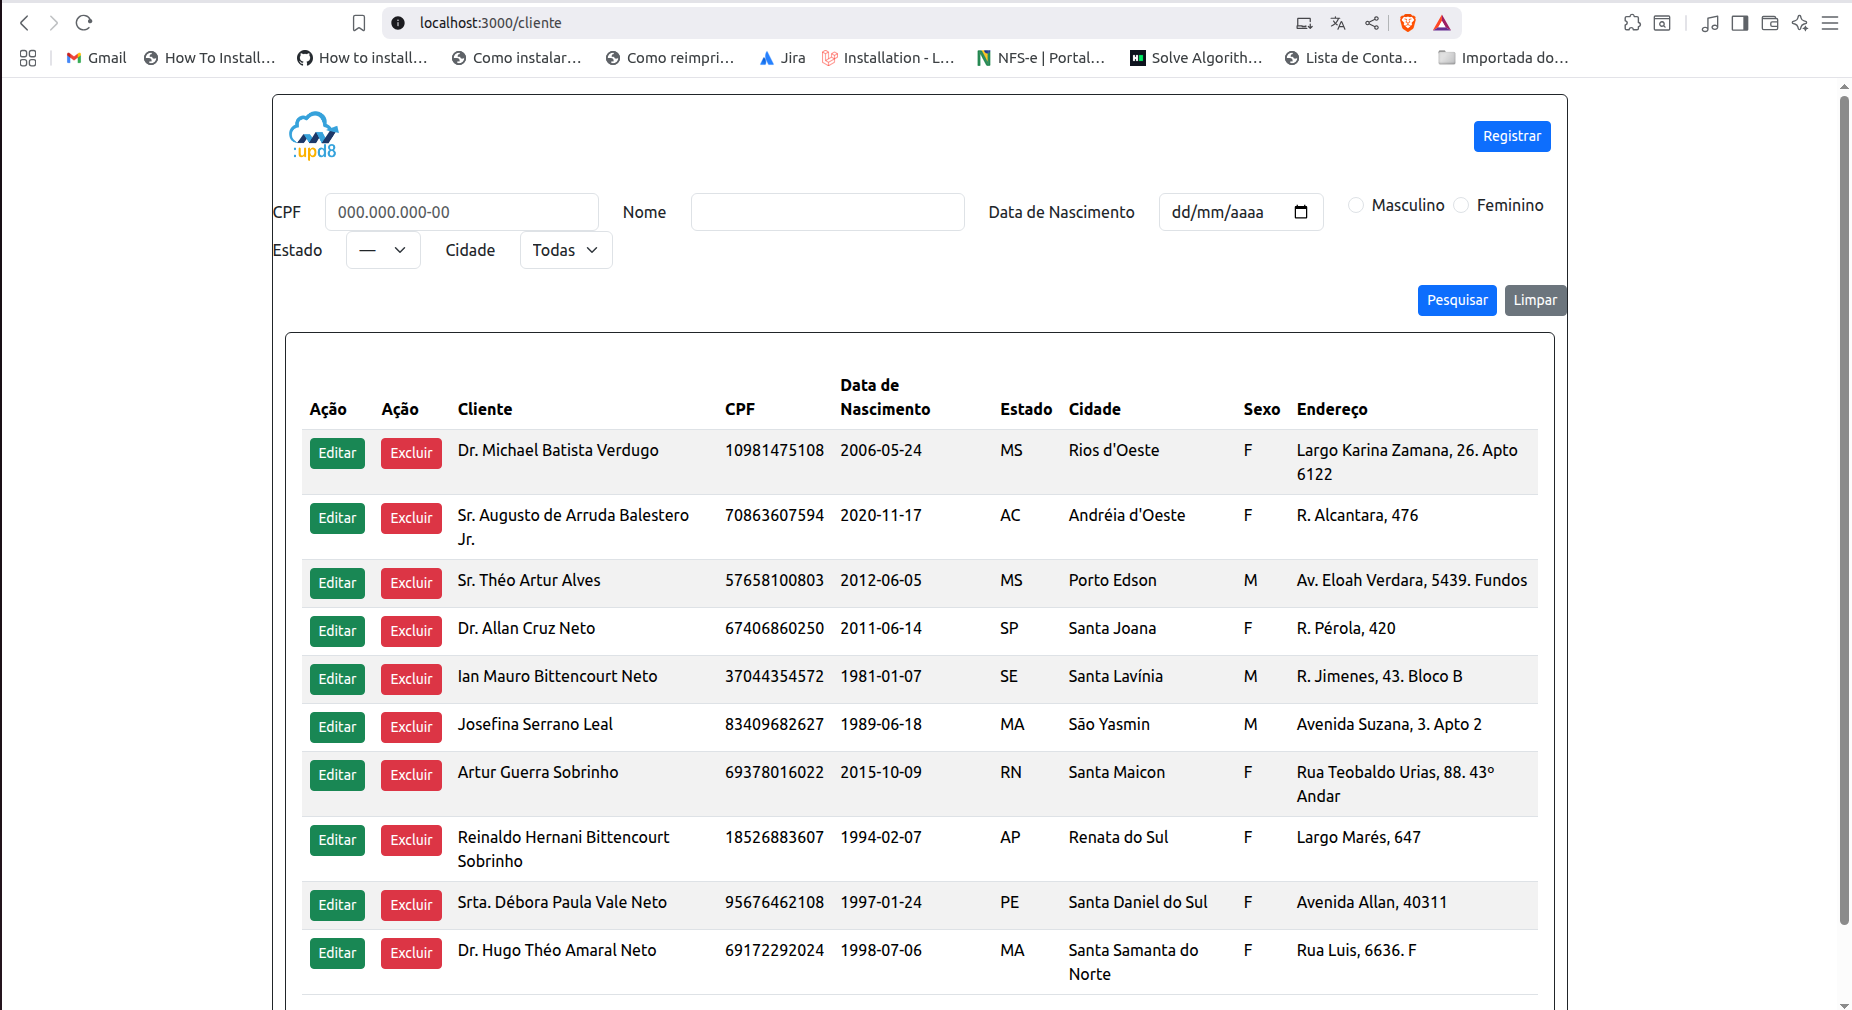 localhost:3000/cliente
Gmail How To Install... How to install... Como instalar... Como reimpri... Jira Installation - L... NFS-e | Portal... Solve Algorith... Lista de Conta... Importada do...
:upd8
Registrar
CPF 000.000.000-00 Nome Data de Nascimento dd/mm/aaaa Masculino Feminino
Estado — Cidade Todas
Pesquisar Limpar
Ação Ação Cliente CPF Data de Nascimento Estado Cidade Sexo Endereço
Editar Excluir Dr. Michael Batista Verdugo 10981475108 2006-05-24 MS Rios d'Oeste F Largo Karina Zamana, 26. Apto 6122
Editar Excluir Sr. Augusto de Arruda Balestero Jr. 70863607594 2020-11-17 AC Andréia d'Oeste F R. Alcantara, 476
Editar Excluir Sr. Théo Artur Alves 57658100803 2012-06-05 MS Porto Edson M Av. Eloah Verdara, 5439. Fundos
Editar Excluir Dr. Allan Cruz Neto 67406860250 2011-06-14 SP Santa Joana F R. Pérola, 420
Editar Excluir Ian Mauro Bittencourt Neto 37044354572 1981-01-07 SE Santa Lavínia M R. Jimenes, 43. Bloco B
Editar Excluir Josefina Serrano Leal 83409682627 1989-06-18 MA São Yasmin M Avenida Suzana, 3. Apto 2
Editar Excluir Artur Guerra Sobrinho 69378016022 2015-10-09 RN Santa Maicon F Rua Teobaldo Urias, 88. 43º Andar
Editar Excluir Reinaldo Hernani Bittencourt Sobrinho 18526883607 1994-02-07 AP Renata do Sul F Largo Marés, 647
Editar Excluir Srta. Débora Paula Vale Neto 95676462108 1997-01-24 PE Santa Daniel do Sul F Avenida Allan, 40311
Editar Excluir Dr. Hugo Théo Amaral Neto 69172292024 1998-07-06 MA Santa Samanta do Norte F Rua Luis, 6636. F